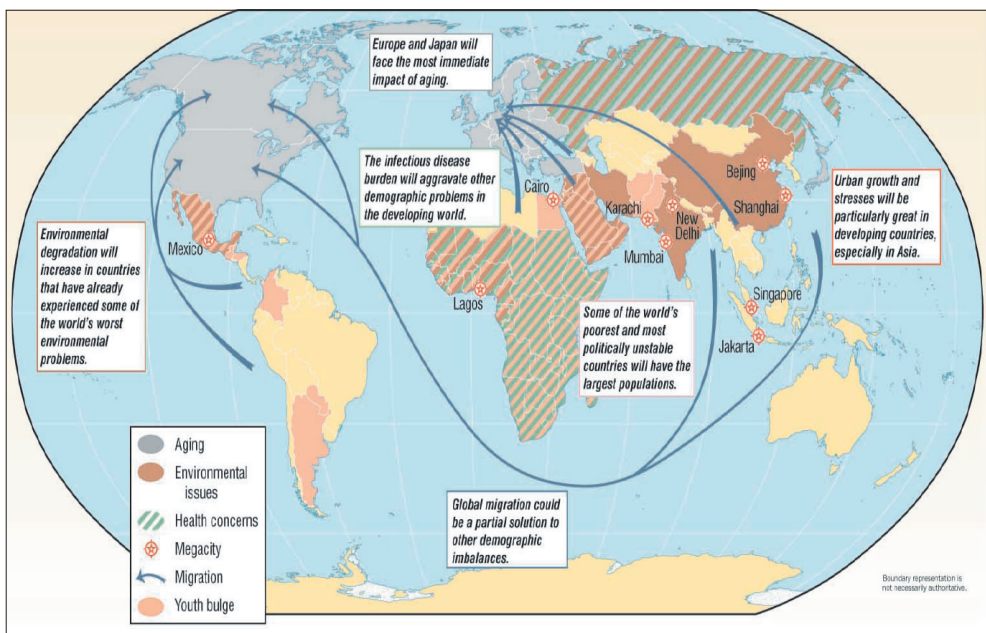 Europe and Japan will
face the most immediate
impact of aging.
The infectious disease
burden will aggravate other
demographic problems in
the developing world.
Cairo
Bejing
Karachi
New
Delhi
Shanghai
Mumbai
Urban growth and
stresses will be
particularly great in
developing countries,
especially in Asia.
Environmental
degradation will
increase in countries
that have already
experienced some of
the world's worst
environmental
problems.
Mexico
Lagos
Singapore
Jakarta
Some of the world's
poorest and most
politically unstable
countries will have the
largest populations.
Aging
Environmental
issues
Health concerns
Megacity
Migration
Youth bulge
Global migration could
be a partial solution to
other demographic
imbalances.
Boundary representation is
not necessarily authoritative.